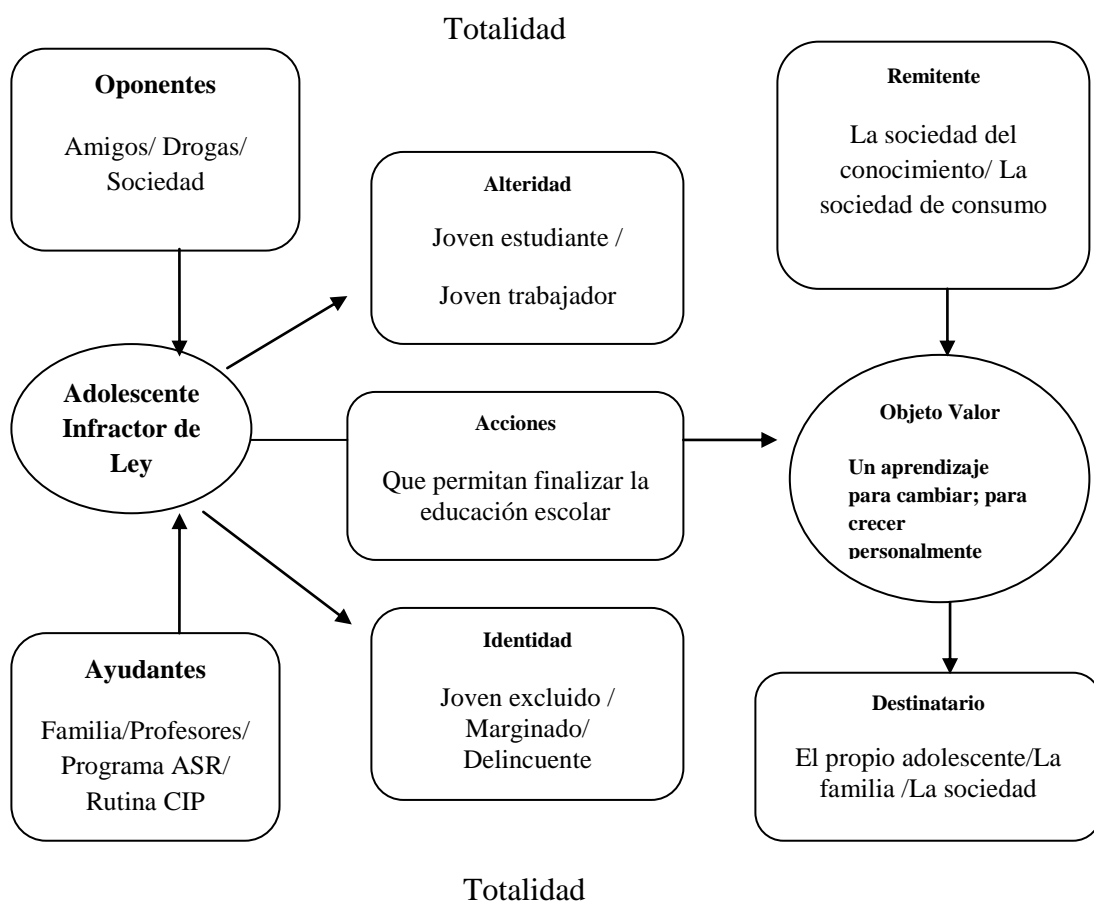 Totalidad
Oponentes
Amigos/ Drogas/
Sociedad
Remitente
La sociedad del
conocimiento/ La
sociedad de consumo
Alteridad
Joven estudiante /
Joven trabajador
Adolescente
Infractor de
Ley
Acciones
Que permitan finalizar la
educación escolar
Objeto Valor
Un aprendizaje
para cambiar; para
crecer
personalmente
Ayudantes
Familia/Profesores/
Programa ASR/
Rutina CIP
Identidad
Joven excluido /
Marginado/
Delincuente
Destinatario
El propio adolescente/La
familia /La sociedad
Totalidad